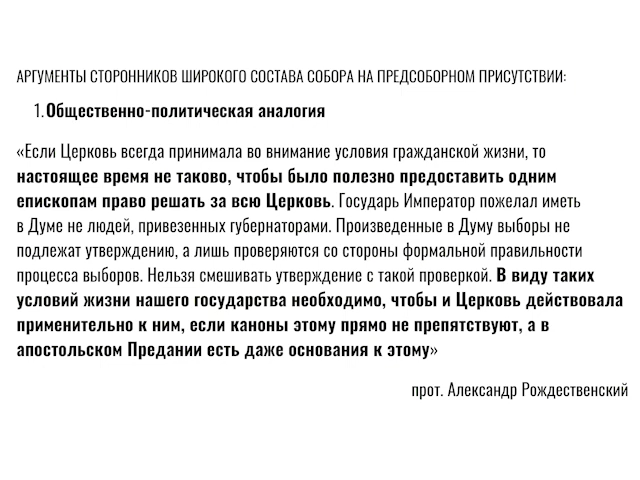 АРГУМЕНТЫ СТОРОННИКОВ ШИРОКОГО СОСТАВА СОБОРА НА ПРЕДСОБОРНОМ ПРИСУТСТВИИ:
1. Общественно-политическая аналогия
«Если Церковь всегда принимала во внимание условия гражданской жизни, то
настоящее время не таково, чтобы было полезно предоставить одним
епископам право решать за всю Церковь. Государь Император пожелал иметь
в Думе не людей, привезенных губернаторами. Произведенные в Думу выборы не
подлежат утверждению, а лишь проверяются со стороны формальной правильности
процесса выборов. Нельзя смешивать утверждение с такой проверкой. В виду таких
условий жизни нашего государства необходимо, чтобы и Церковь действовала
применительно к ним, если каноны этому прямо не препятствуют, а в
апостольском Предании есть даже основания к этому»
прот. Александр Рождественский